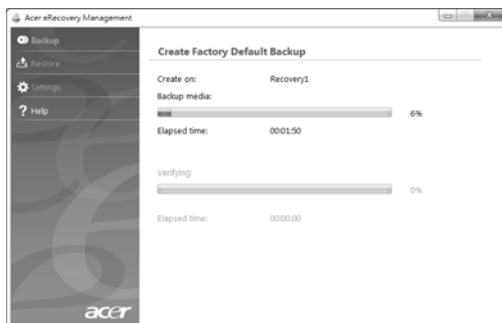 Acer eRecovery Management
Backup
Restore
Settings
Help
Create Factory Default Backup
Create on: Recovery1
Backup media:
6%
Elapsed time: 00:01:50
Verifying:
0%
Elapsed time: 00:00:00
acer